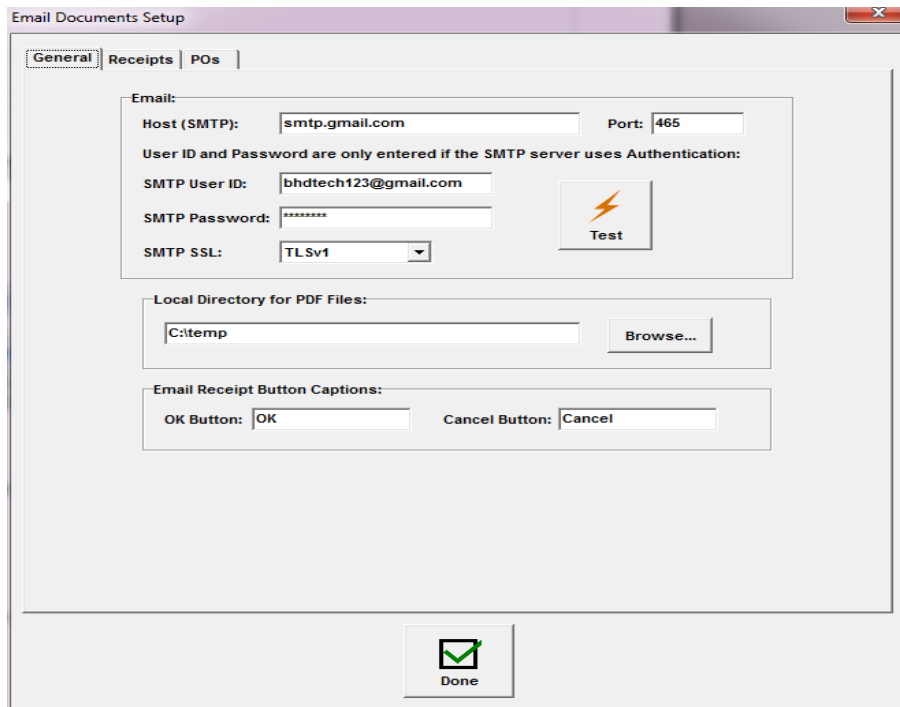 Email Documents Setup
General Receipts POs
Email:
Host (SMTP): smtp.gmail.com Port: 465
User ID and Password are only entered if the SMTP server uses Authentication:
SMTP User ID: bhdtech123@gmail.com
SMTP Password: ********
Test
SMTP SSL: TLSv1
Local Directory for PDF Files:
C:\temp Browse...
Email Receipt Button Captions:
OK Button: OK Cancel Button: Cancel
Done